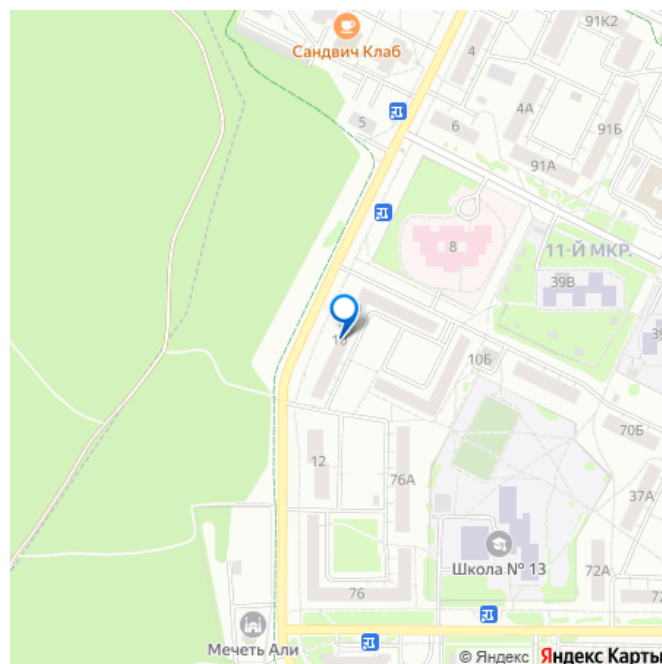 91К2
Сандвич Клаб
4
4А
5
6
91Б
91А
8
11-Й МКР.
39В
10Б
70Б
12
76А
37А
Школа № 13
72А
76
Мечеть Али
© Яндекс Яндекс Карты